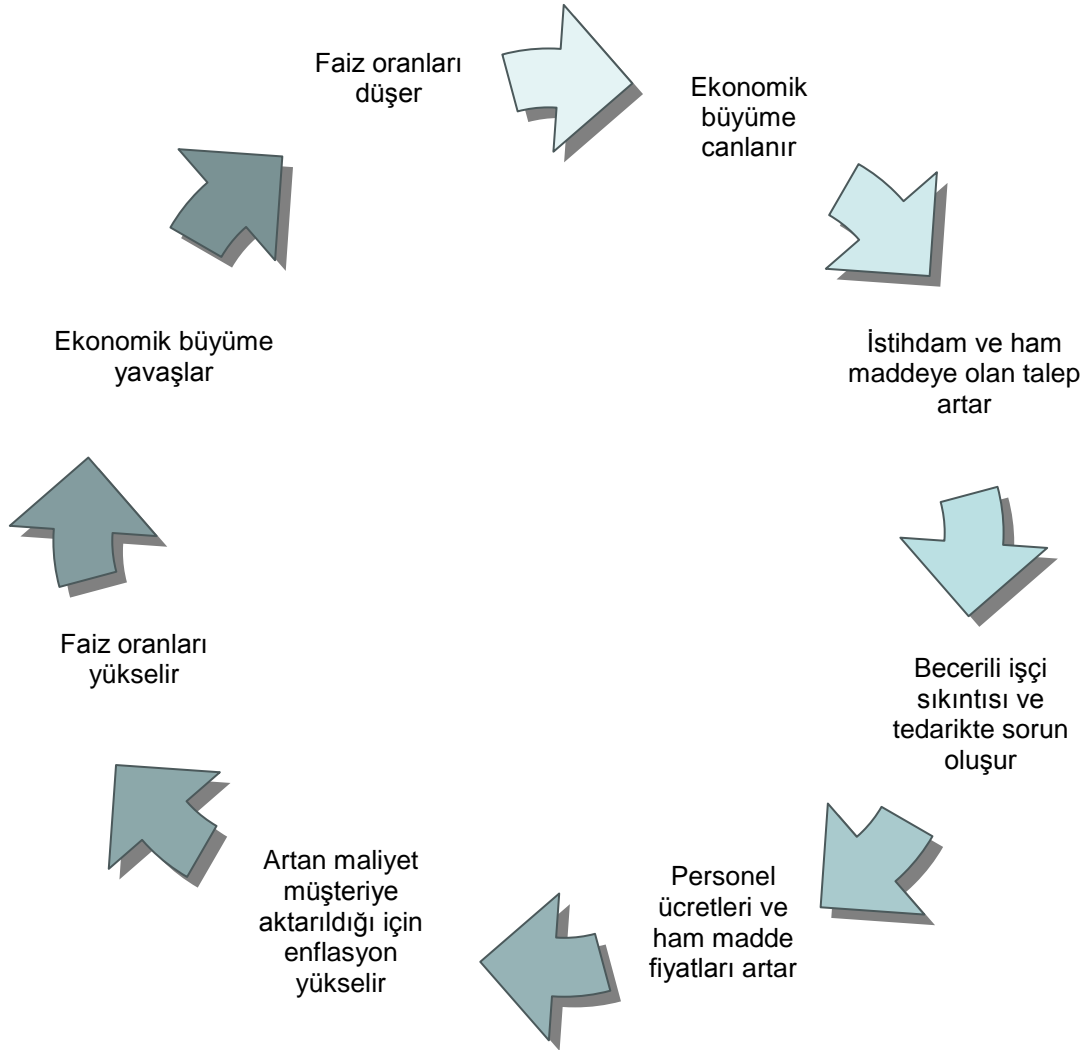 Faiz oranları
düşer
Ekonomik
büyüme
canlanır
İstihdam ve ham
maddeye olan talep
artar
Becerili işçi
sıkıntısı ve
tedarikte sorun
oluşur
Personel
ücretleri ve
ham madde
fiyatları artar
Artan maliyet
müşteriye
aktarıldığı için
enflasyon
yükselir
Faiz oranları
yükselir
Ekonomik büyüme
yavaşlar